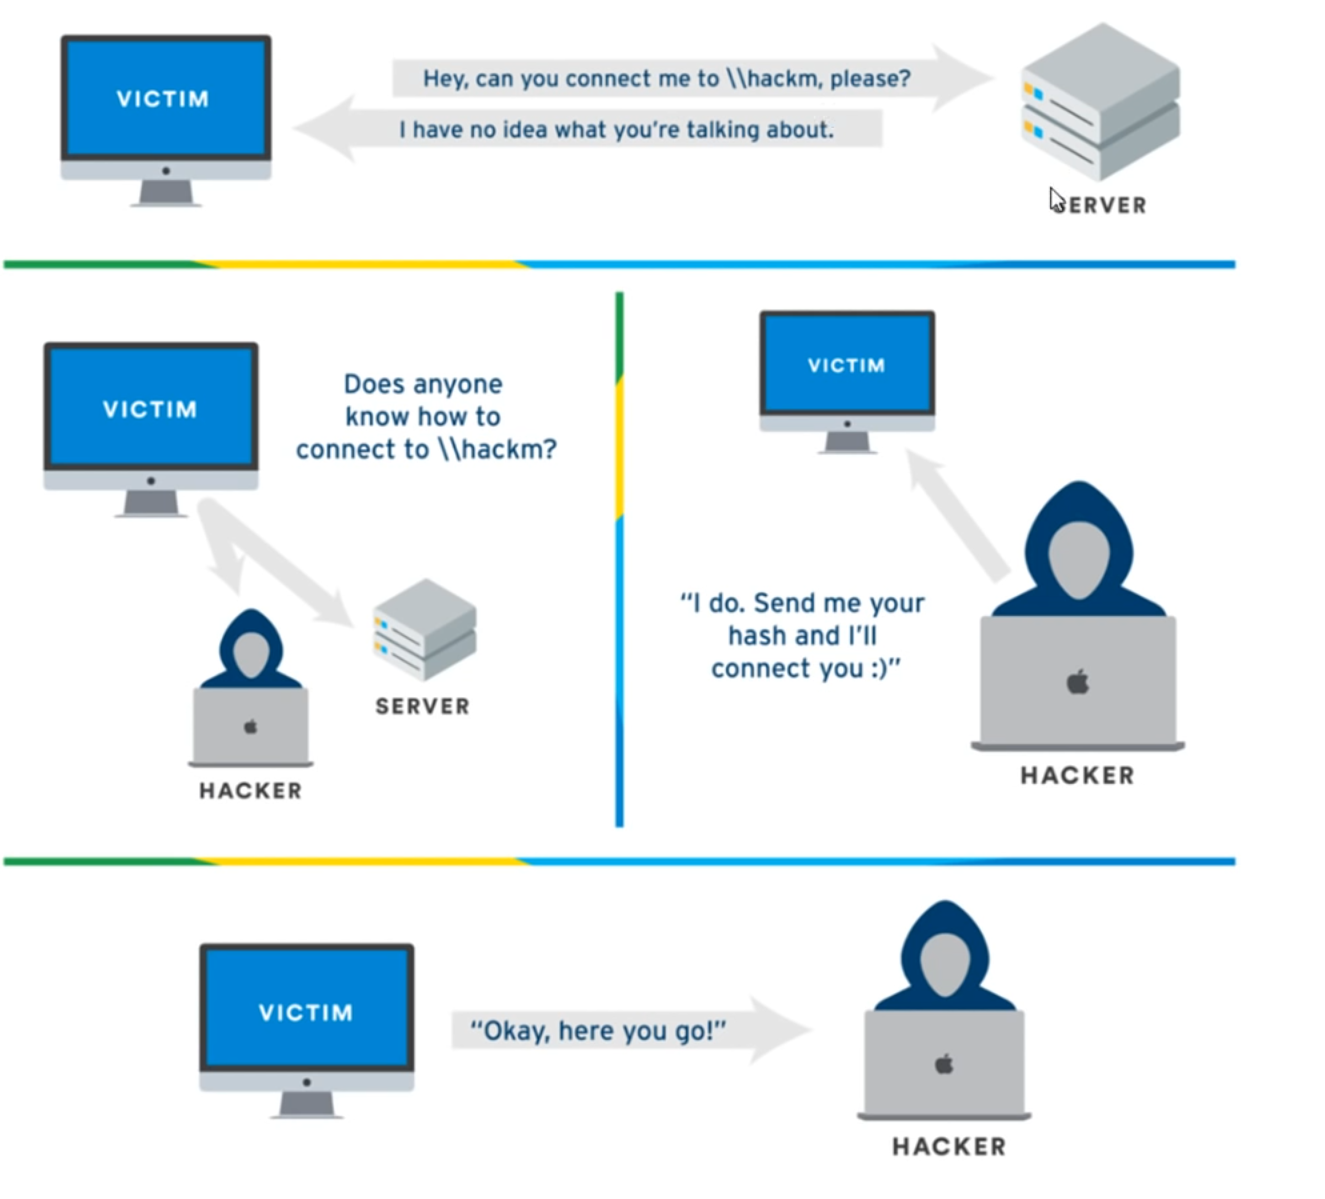 VICTIM
Hey, can you connect me to \\hackm, please?
I have no idea what you're talking about.
SERVER
VICTIM
Does anyone
know how to
connect to \\hackm?
SERVER
HACKER
VICTIM
“I do. Send me your
hash and I'll
connect you :)”
HACKER
VICTIM
“Okay, here you go!”
HACKER